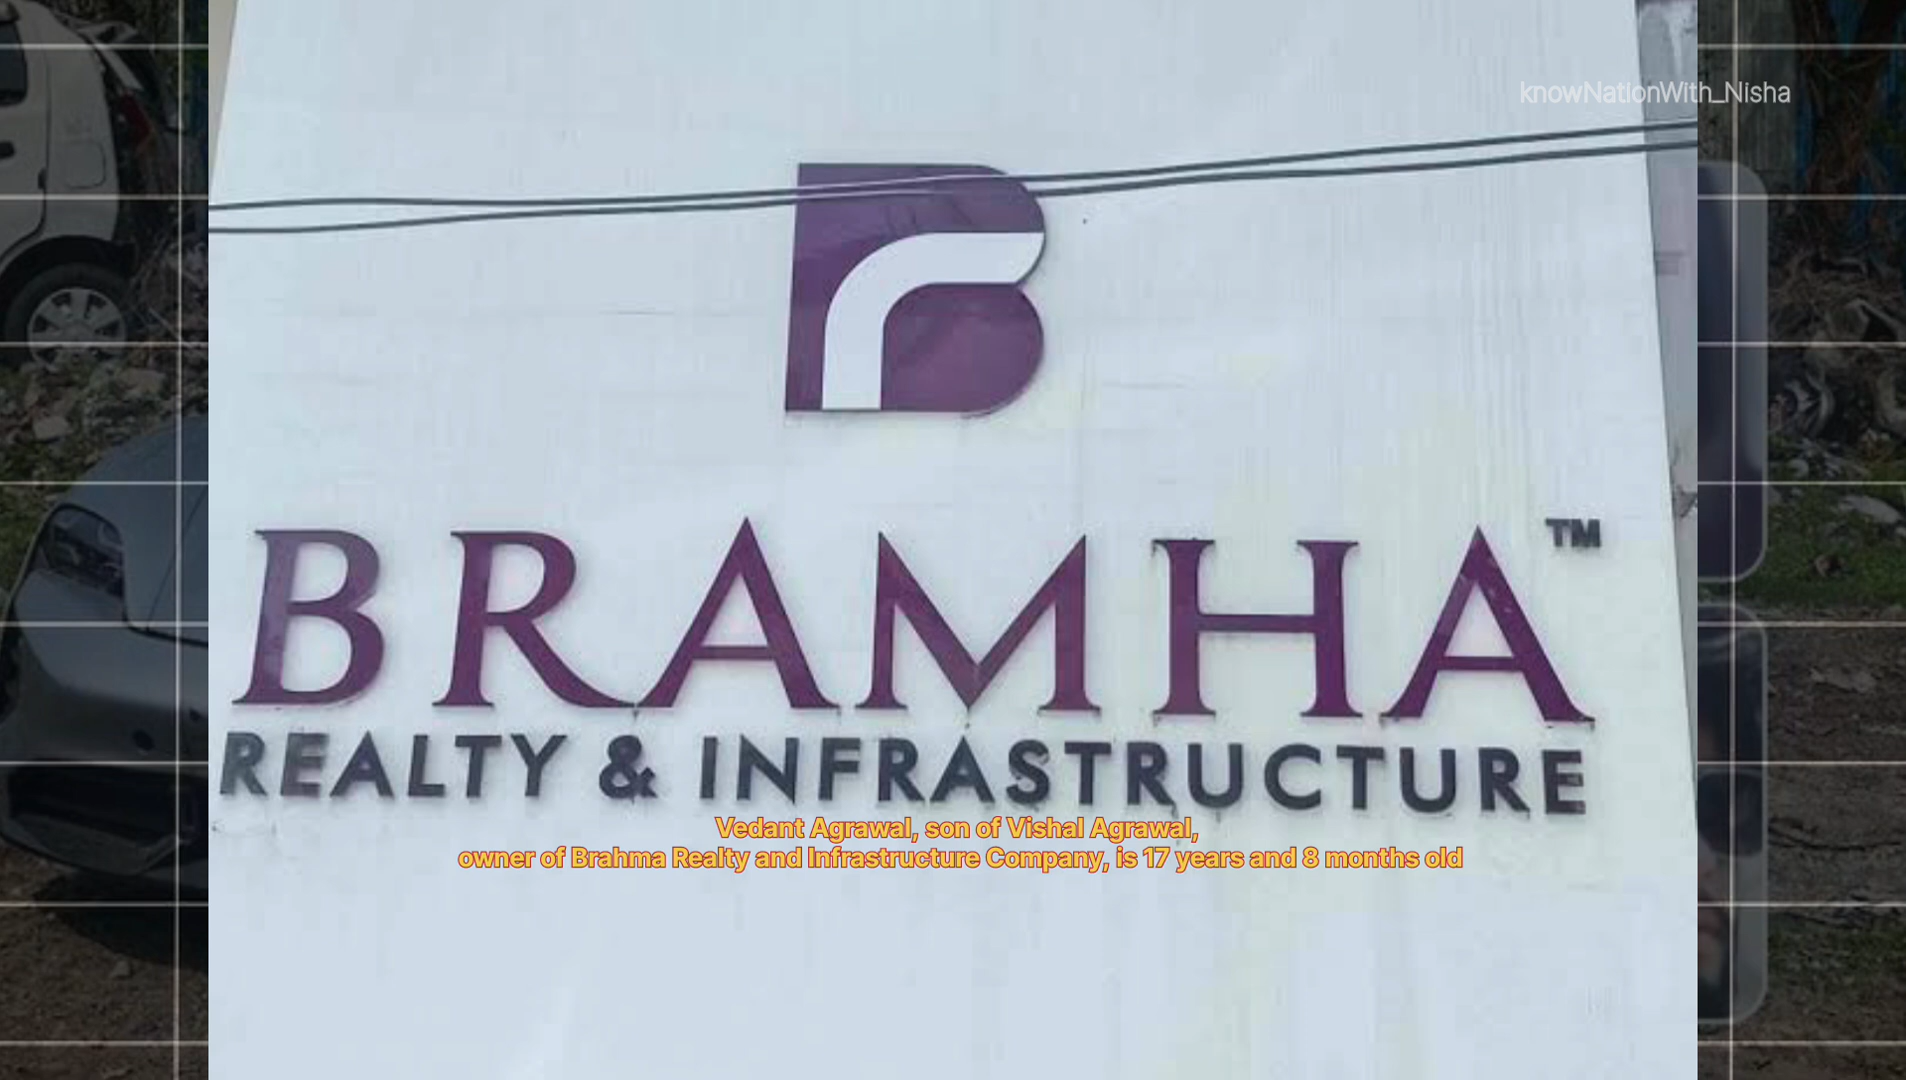 knowNationWith_Nisha
B
BRAMHA™
REALTY & INFRASTRUCTURE
Vedant Agrawal, son of Vishal Agrawal,
owner of Brahma Realty and Infrastructure Company, is 17 years and 8 months old